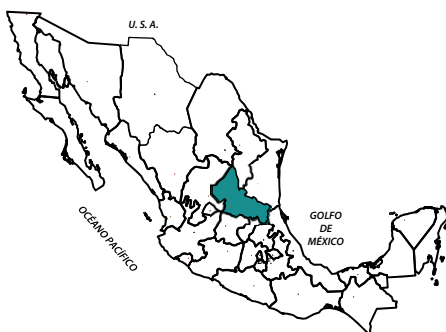 U. S. A.
GOLFO
DE
MÉXICO
OCÉANO PACÍFICO